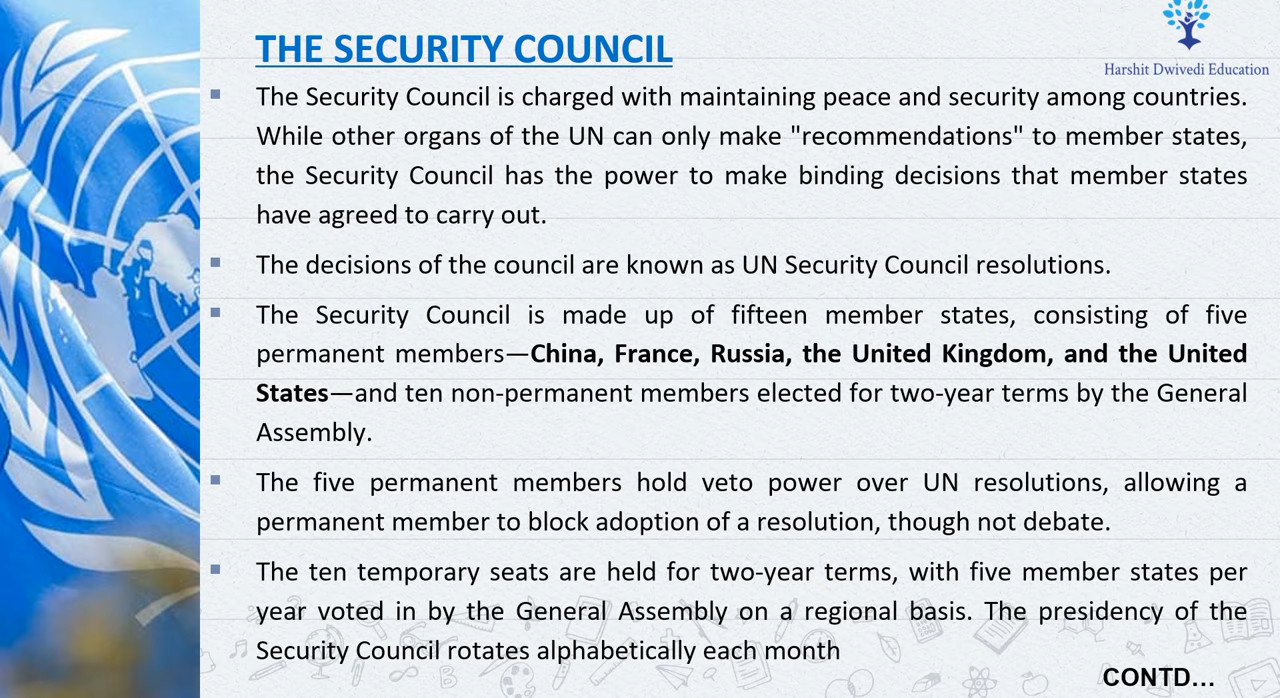 THE SECURITY COUNCIL
Harshit Dwivedi Education
The Security Council is charged with maintaining peace and security among countries.
While other organs of the UN can only make "recommendations" to member states,
the Security Council has the power to make binding decisions that member states
have agreed to carry out.
The decisions of the council are known as UN Security Council resolutions.
The Security Council is made up of fifteen member states, consisting of five
permanent members—China, France, Russia, the United Kingdom, and the United
States—and ten non-permanent members elected for two-year terms by the General
Assembly.
The five permanent members hold veto power over UN resolutions, allowing a
permanent member to block adoption of a resolution, though not debate.
The ten temporary seats are held for two-year terms, with five member states per
year voted in by the General Assembly on a regional basis. The presidency of the
Security Council rotates alphabetically each month
CONTD...